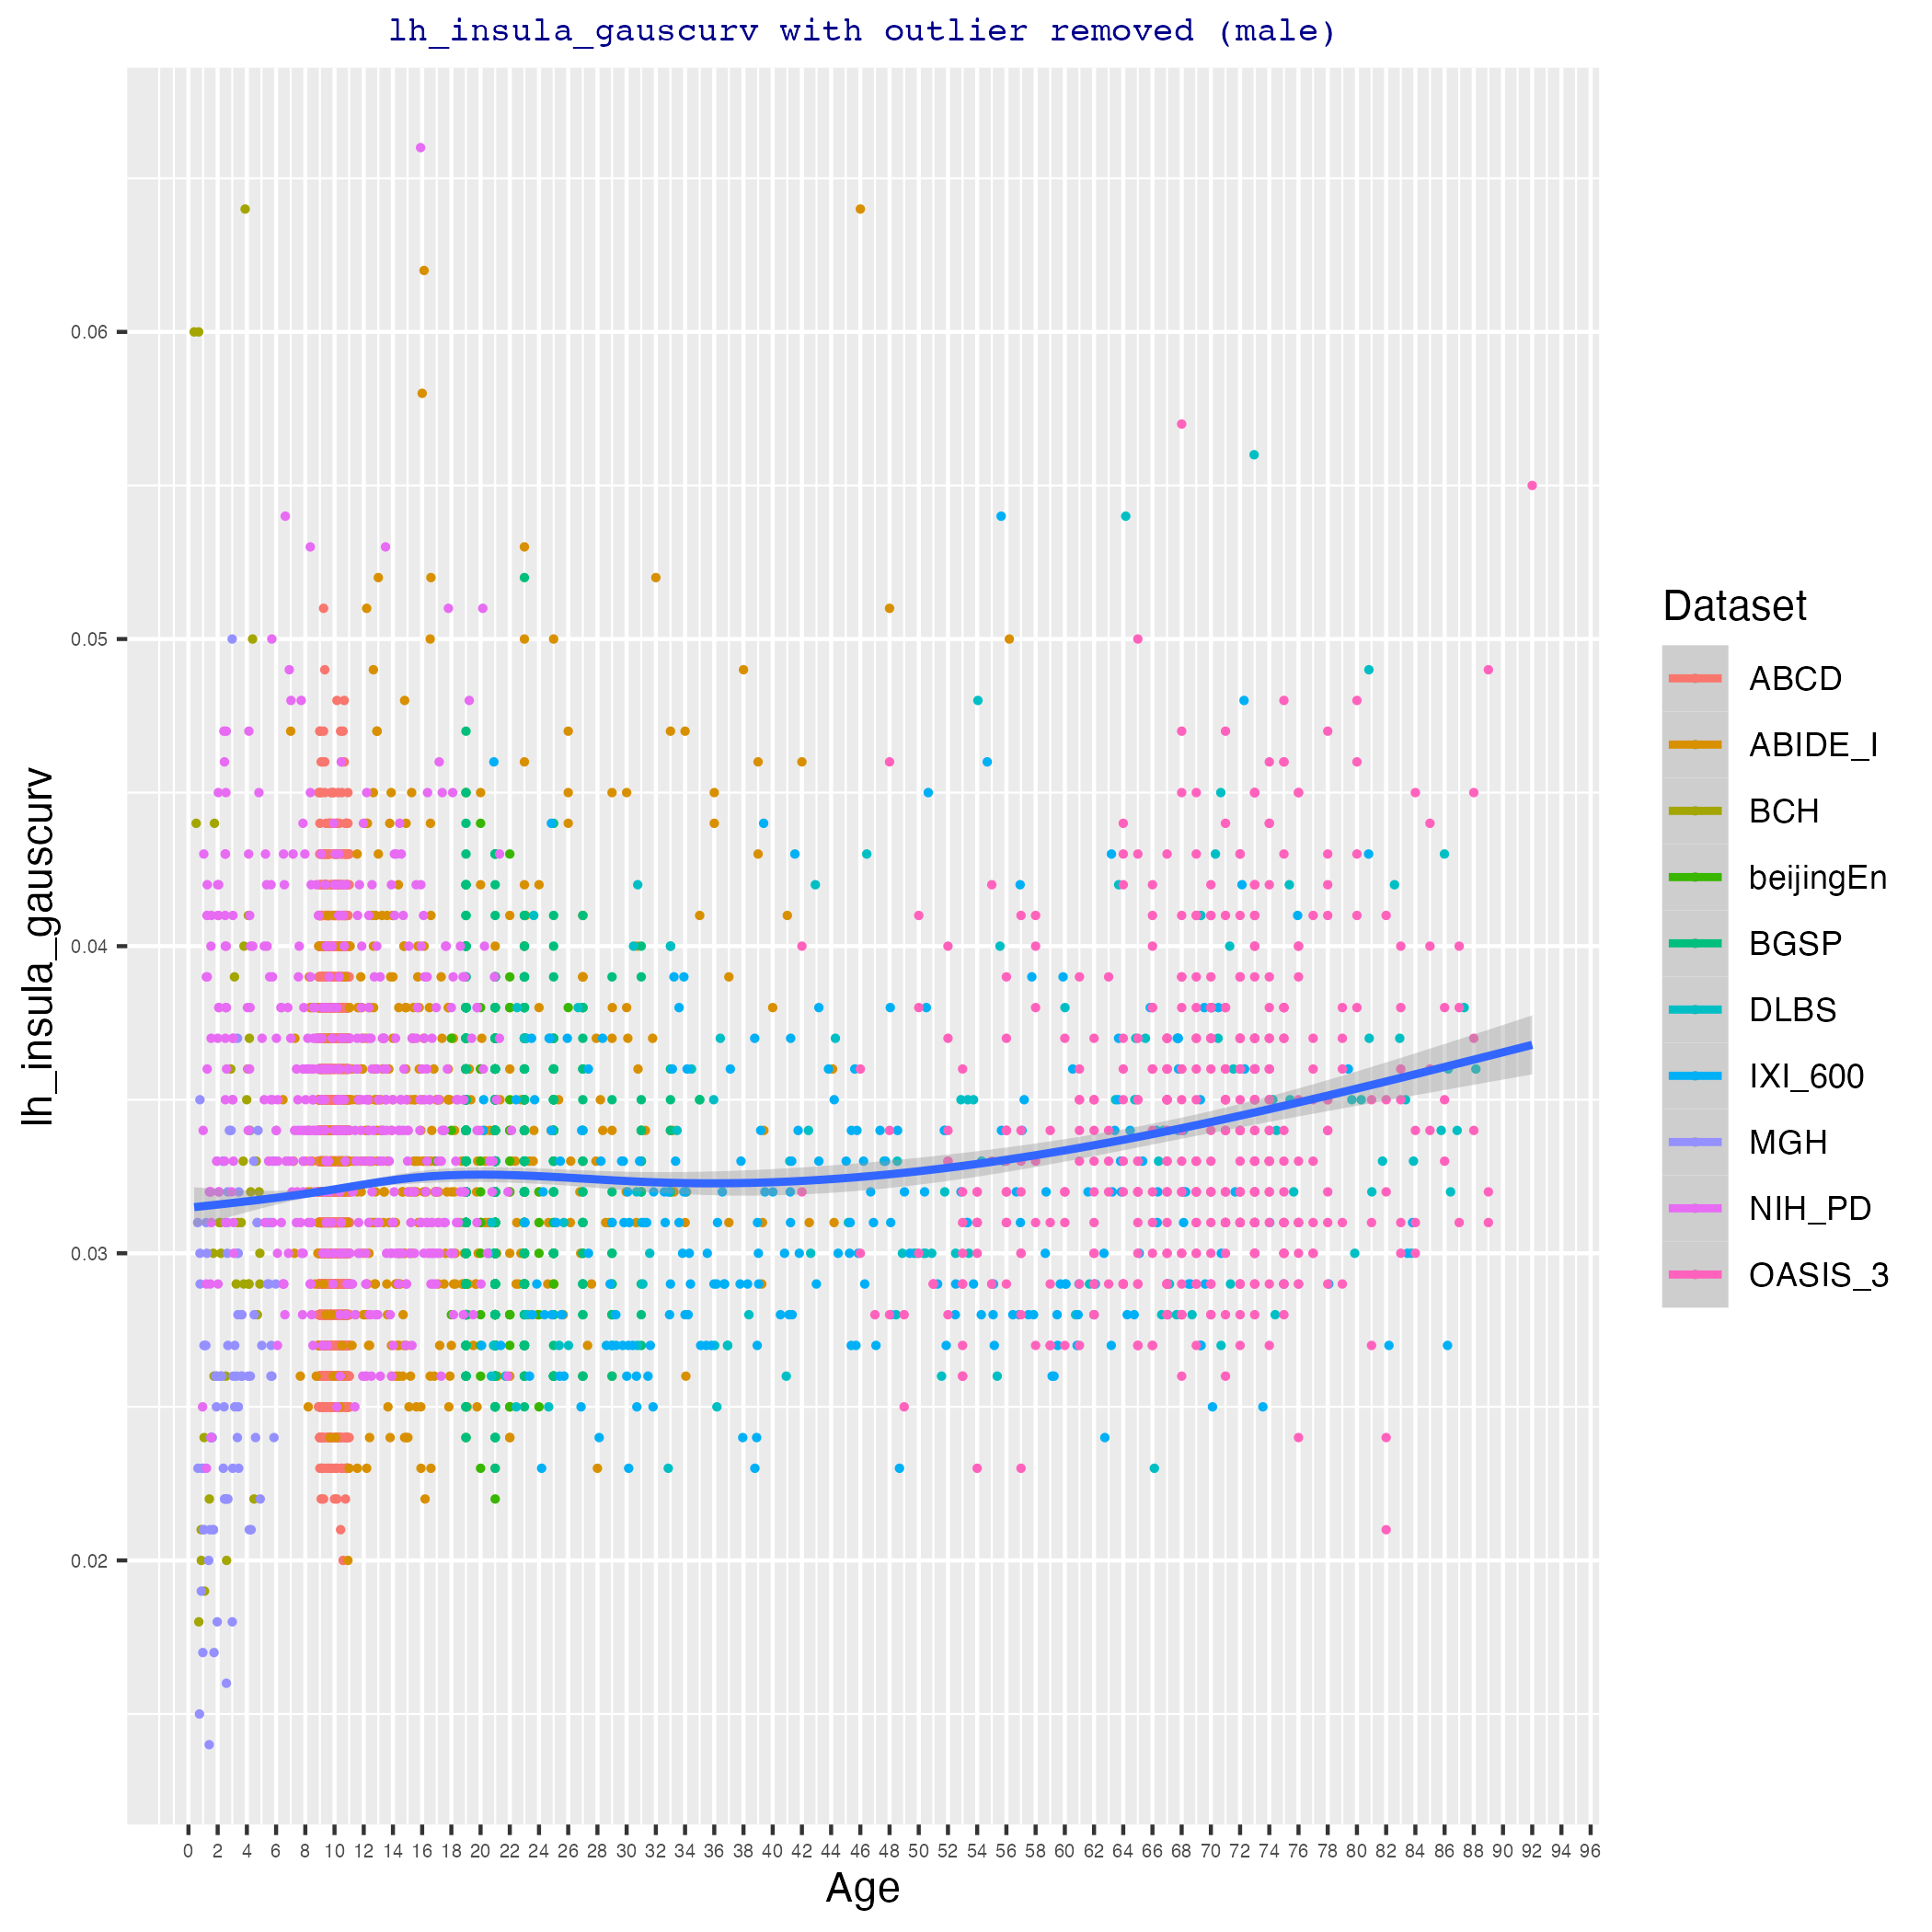 lh_insula_gauscurv with outlier removed (male)
lh_insula_gauscurv
0.06
0.05
0.04
0.03
0.02
0 2 4 6 8 10 12 14 16 18 20 22 24 26 28 30 32 34 36 38 40 42 44 46 48 50 52 54 56 58 60 62 64 66 68 70 72 74 76 78 80 82 84 86 88 90 92 94 96
Age
Dataset
ABCD
ABIDE_I
BCH
beijingEn
BGSP
DLBS
IXI_600
MGH
NIH_PD
OASIS_3